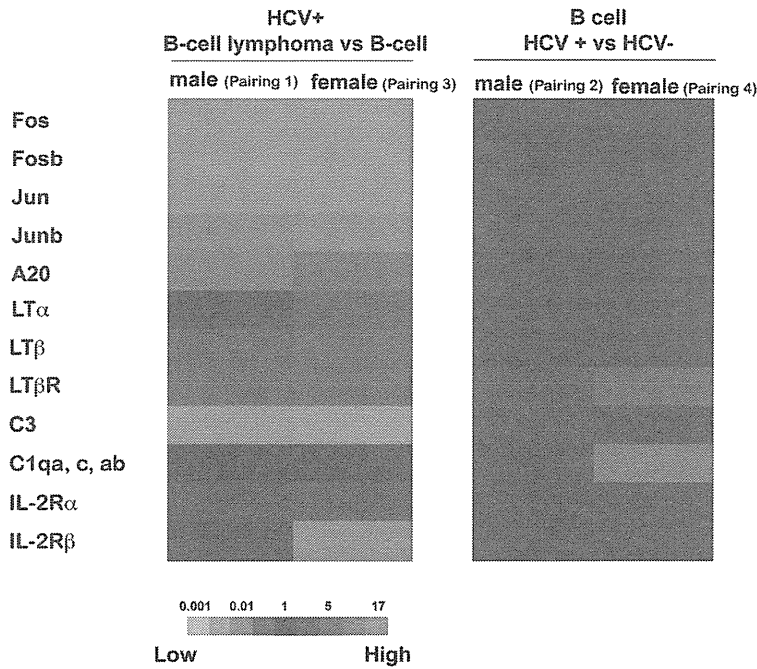 HCV+
B-cell lymphoma vs B-cell
B cell
HCV + vs HCV-
male (Pairing 1) female (Pairing 3)
male (Pairing 2) female (Pairing 4)
Fos
Fosb
Jun
Junb
A20
LTα
LTβ
LTβR
C3
C1qa, c, ab
IL-2Rα
IL-2Rβ
0.001 0.01 1 5 17
Low High